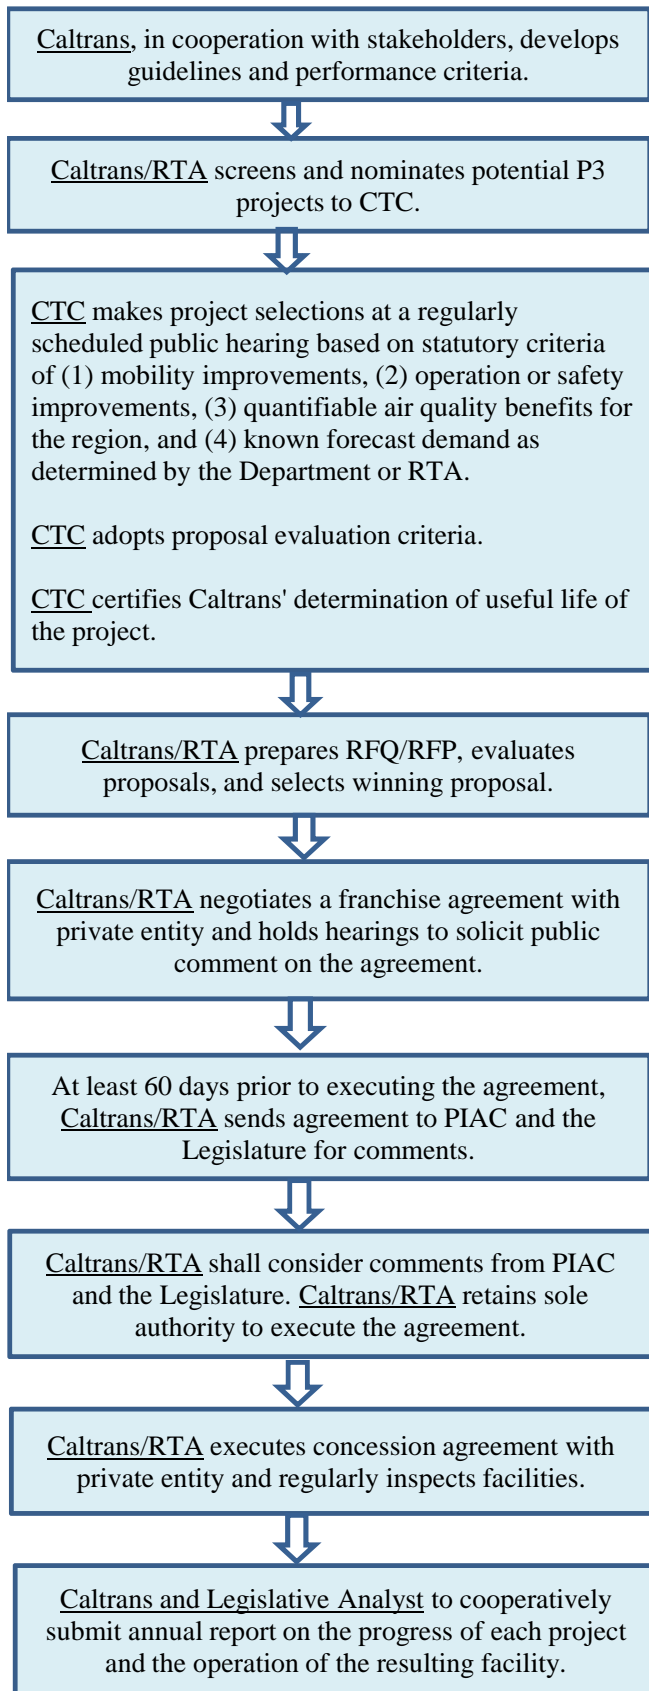 Caltrans, in cooperation with stakeholders, develops
guidelines and performance criteria.
Caltrans/RTA screens and nominates potential P3
projects to CTC.
CTC makes project selections at a regularly
scheduled public hearing based on statutory criteria
of (1) mobility improvements, (2) operation or safety
improvements, (3) quantifiable air quality benefits for
the region, and (4) known forecast demand as
determined by the Department or RTA.
CTC adopts proposal evaluation criteria.
CTC certifies Caltrans' determination of useful life of
the project.
Caltrans/RTA prepares RFQ/RFP, evaluates
proposals, and selects winning proposal.
Caltrans/RTA negotiates a franchise agreement with
private entity and holds hearings to solicit public
comment on the agreement.
At least 60 days prior to executing the agreement,
Caltrans/RTA sends agreement to PIAC and the
Legislature for comments.
Caltrans/RTA shall consider comments from PIAC
and the Legislature. Caltrans/RTA retains sole
authority to execute the agreement.
Caltrans/RTA executes concession agreement with
private entity and regularly inspects facilities.
Caltrans and Legislative Analyst to cooperatively
submit annual report on the progress of each project
and the operation of the resulting facility.